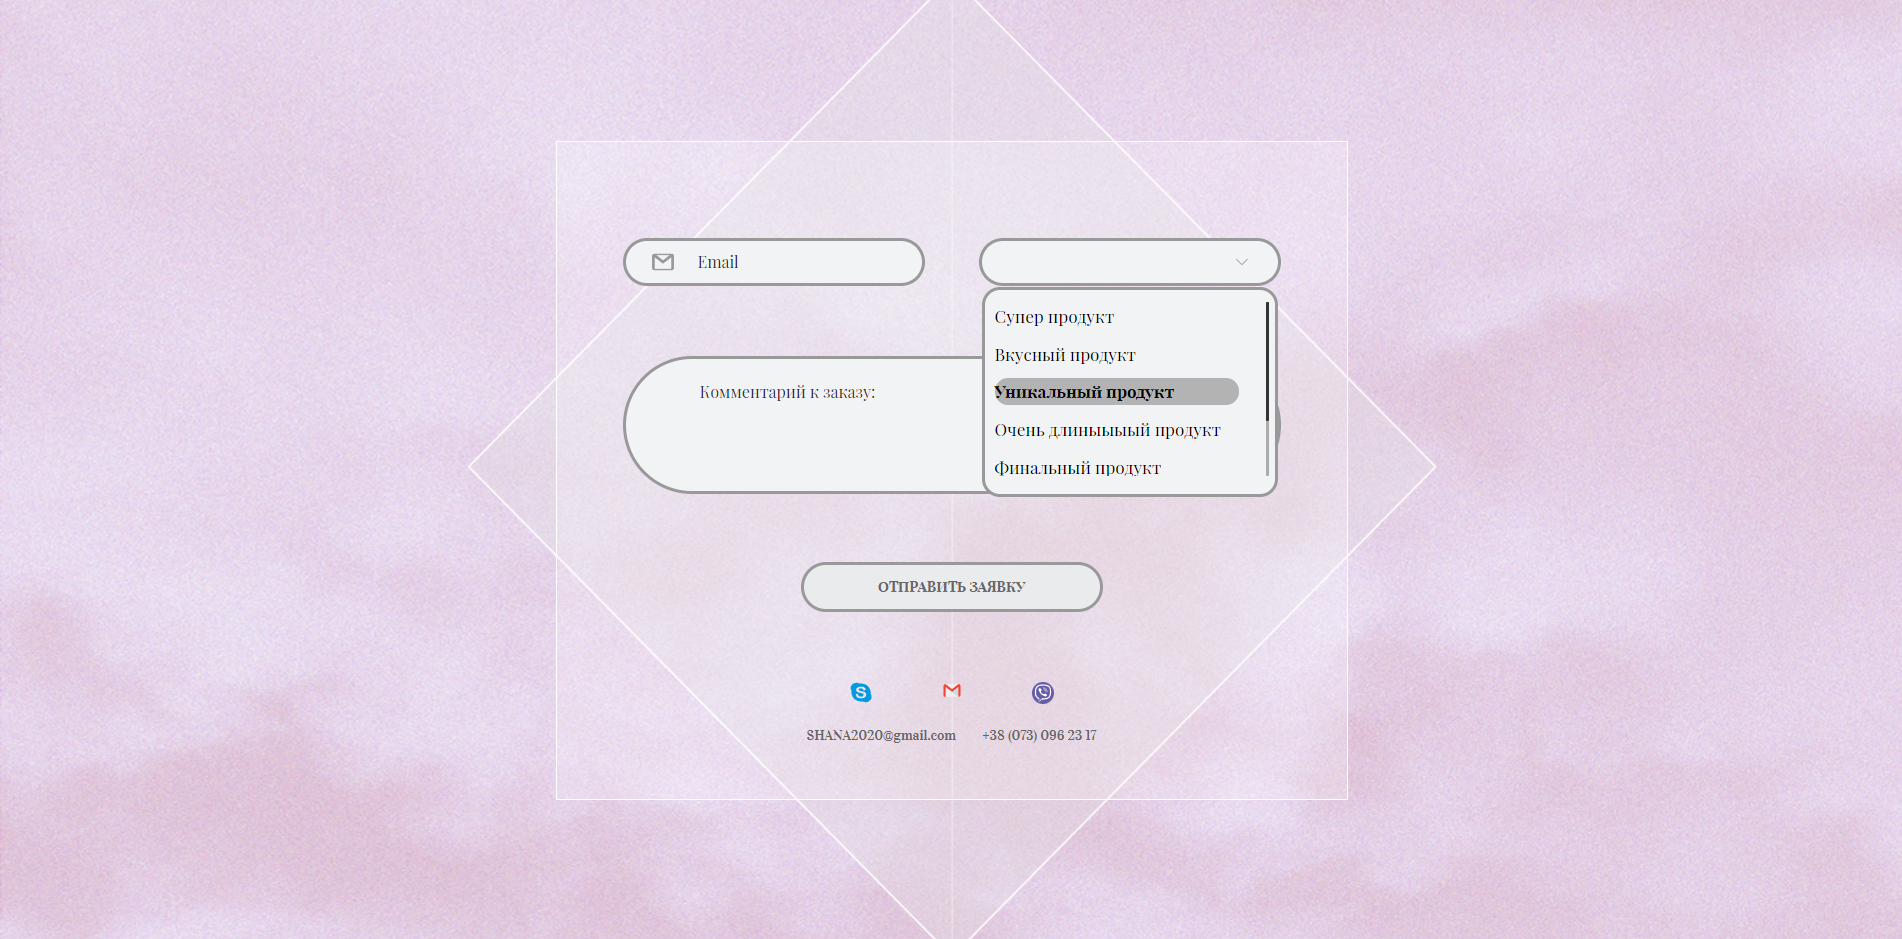 Email
Супер продукт
Вкусный продукт
Уникальный продукт
Очень длиныыыый продукт
Финальный продукт
Комментарий к заказу:
ОТПРАВИТЬ ЗАЯВКУ
SHANA2020@gmail.com
+38 (073) 096 23 17